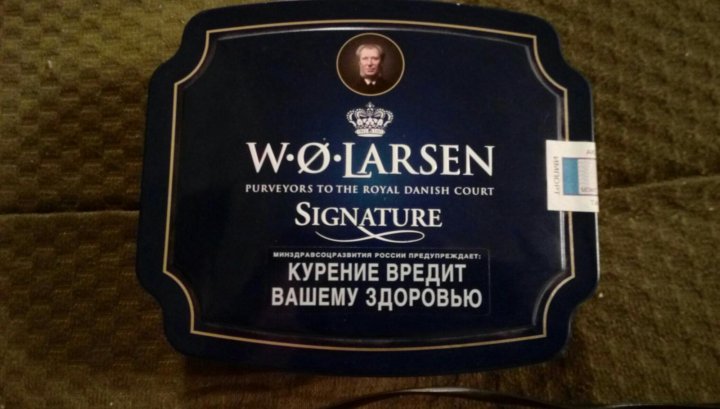 W·Ø·LARSEN
PURVEYORS TO THE ROYAL DANISH COURT
SIGNATURE
МИНЗДРАВСОЦРАЗВИТИЯ РОССИИ ПРЕДУПРЕЖДАЕТ:
КУРЕНИЕ ВРЕДИТ
ВАШЕМУ ЗДОРОВЬЮ